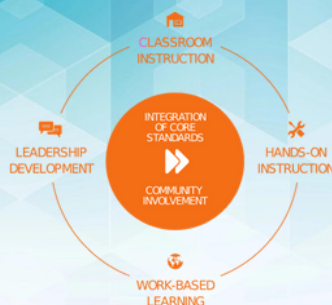 CLASSROOM
INSTRUCTION
INTEGRATION
OF CORE
STANDARDS
LEADERSHIP
DEVELOPMENT
HANDS-ON
INSTRUCTION
COMMUNITY
INVOLVEMENT
WORK-BASED
LEARNING